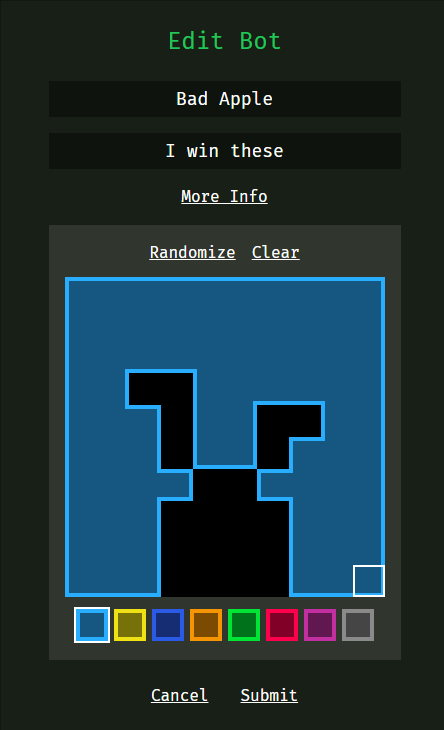 Edit Bot
Bad Apple
I win these
More Info
Randomize Clear
Cancel Submit